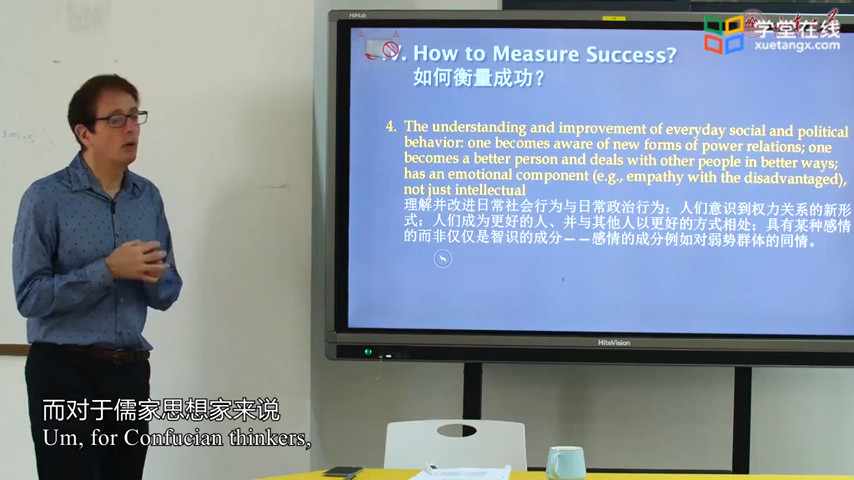 HiHub
学堂在线
xuetangx.com
IV. How to Measure Success?
如何衡量成功？
4. The understanding and improvement of everyday social and political
behavior: one becomes aware of new forms of power relations; one
becomes a better person and deals with other people in better ways;
has an emotional component (e.g., empathy with the disadvantaged),
not just intellectual
理解并改进日常社会行为与日常政治行为：人们意识到权力关系的新形
式；人们成为更好的人、并与其他人以更好的方式相处；具有某种感情
的而非仅仅是智识的成分——感情的成分例如对弱势群体的同情。
HiteVision
而对于儒家思想家来说
Um, for Confucian thinkers,